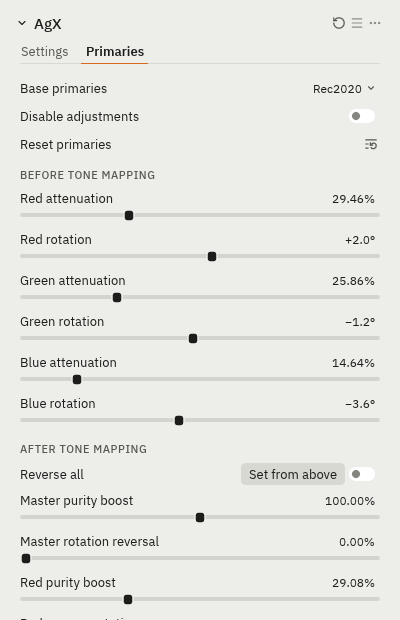 AgX
Settings Primaries
Base primaries Rec2020
Disable adjustments
Reset primaries
BEFORE TONE MAPPING
Red attenuation 29.46%
Red rotation +2.0°
Green attenuation 25.86%
Green rotation −1.2°
Blue attenuation 14.64%
Blue rotation −3.6°
AFTER TONE MAPPING
Reverse all Set from above
Master purity boost 100.00%
Master rotation reversal 0.00%
Red purity boost 29.08%